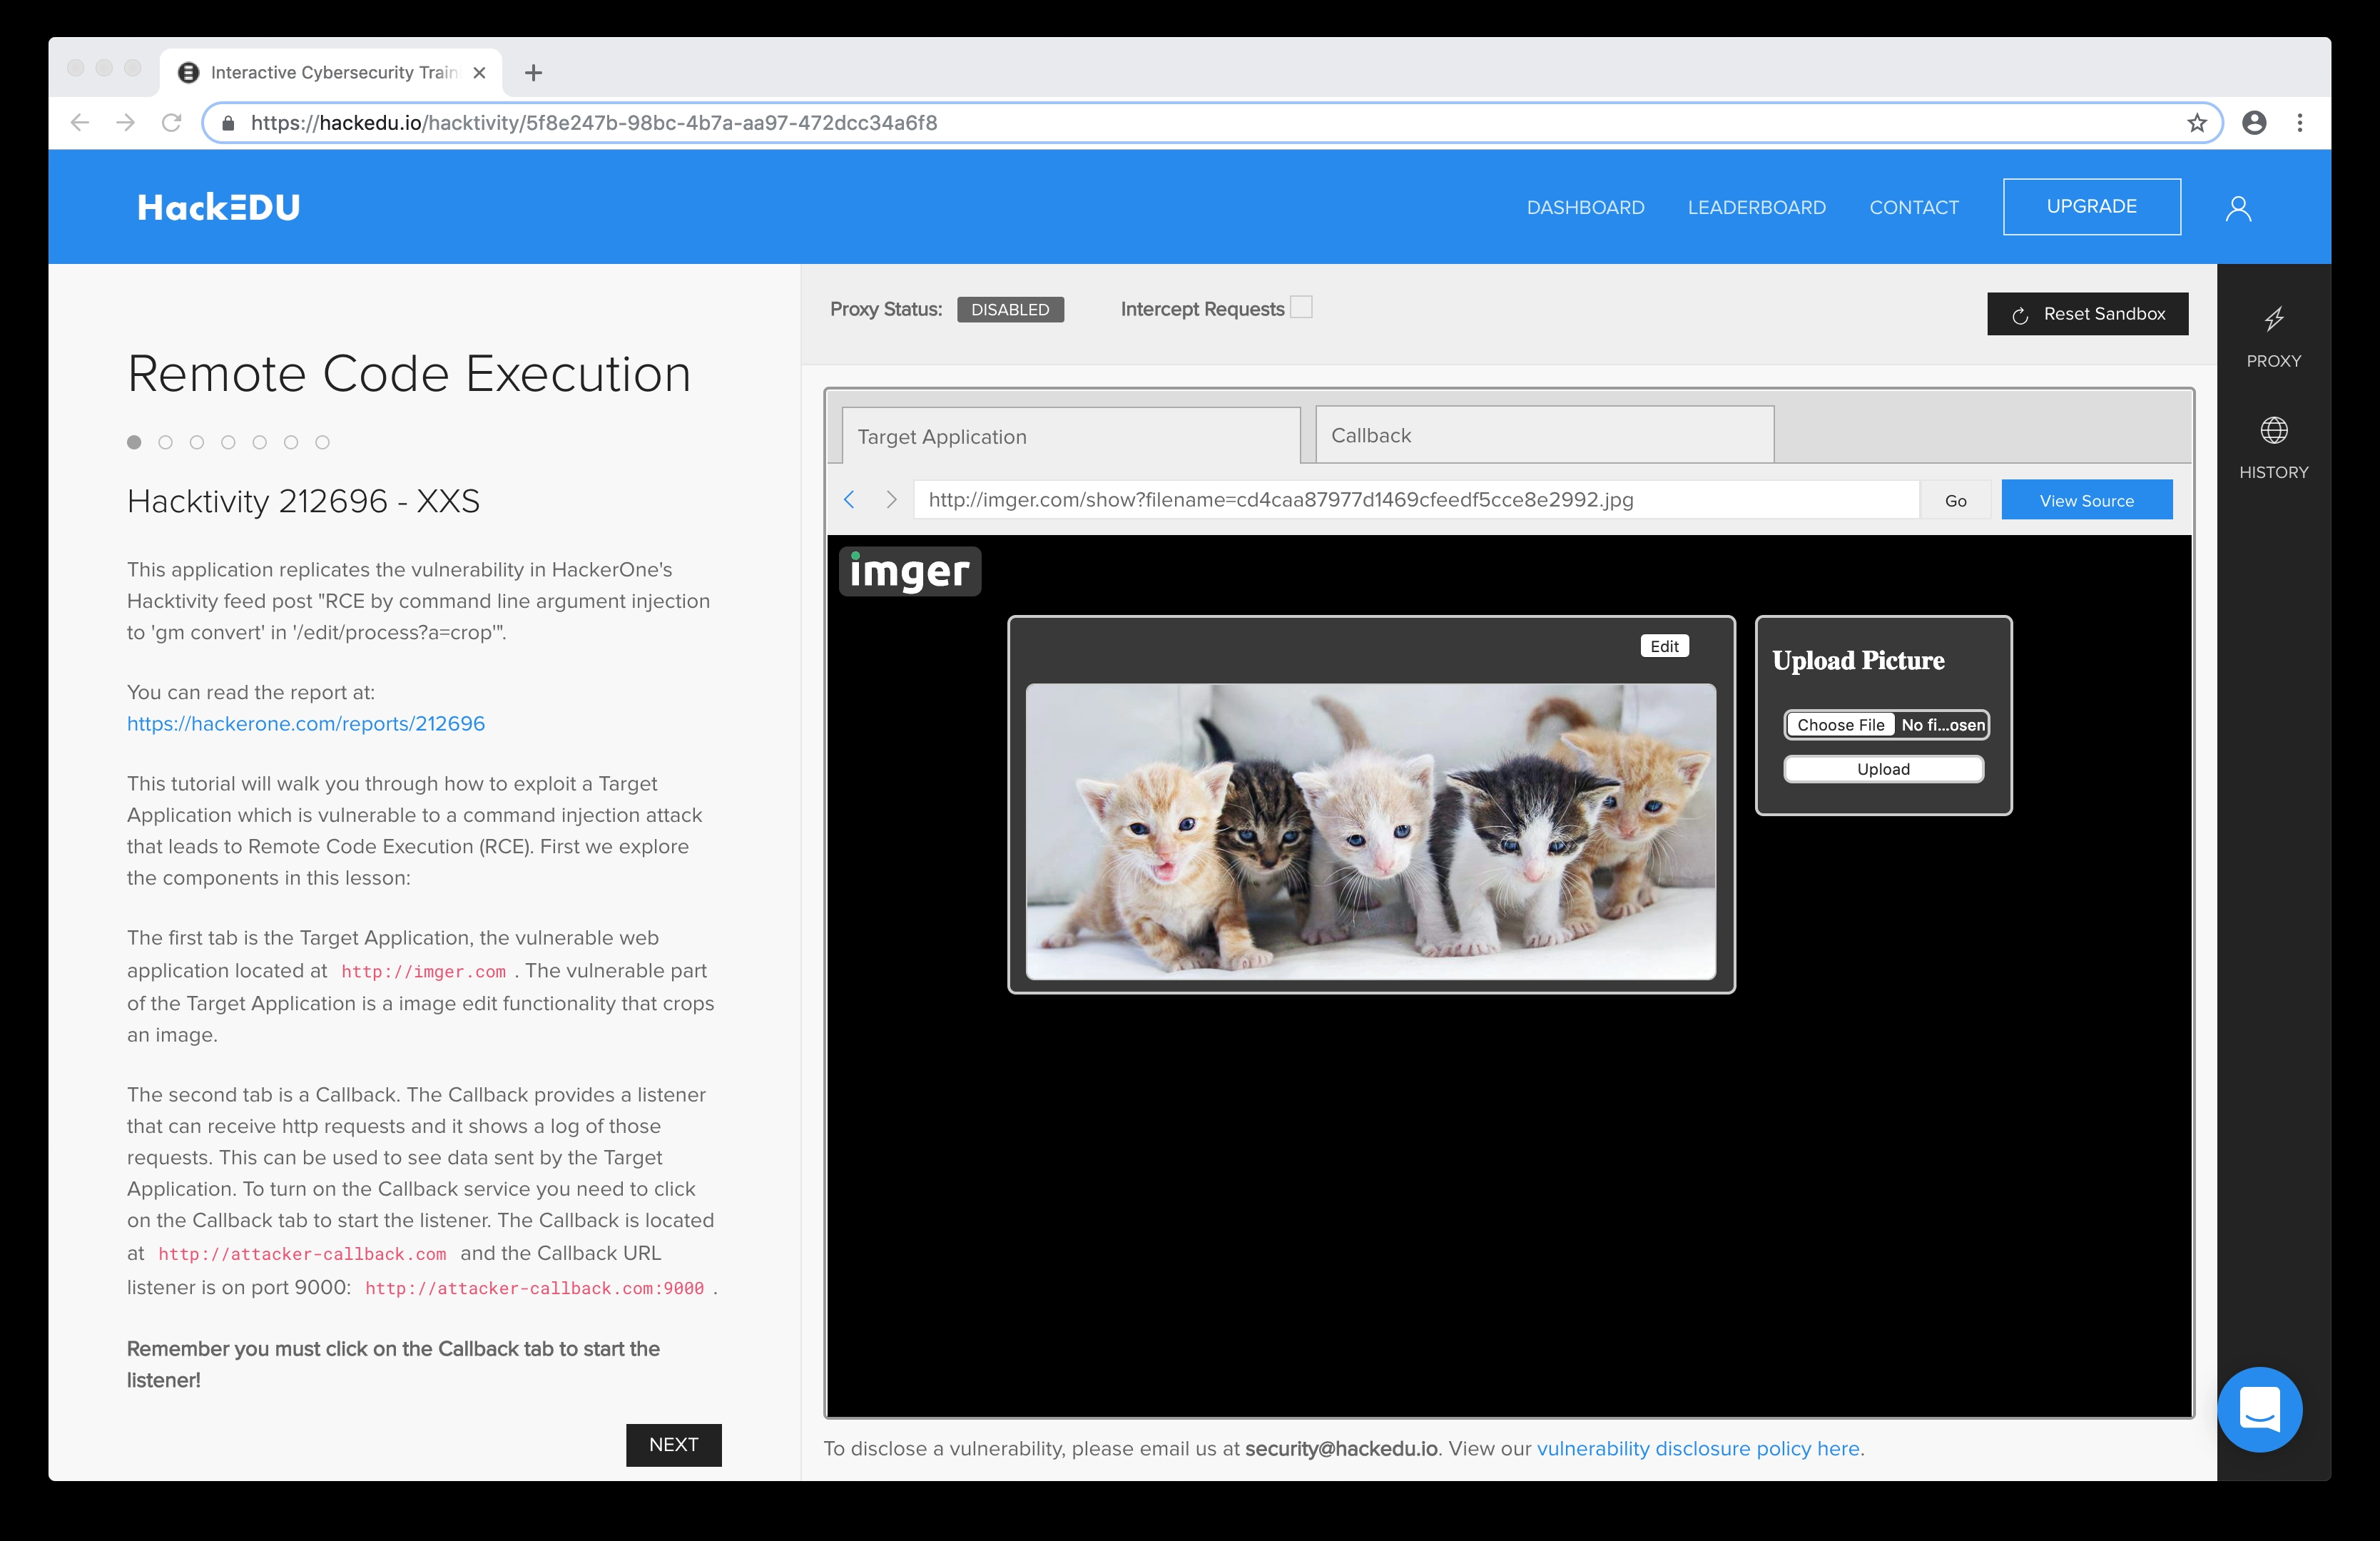 Interactive Cybersecurity Train
https://hackedu.io/hacktivity/5f8e247b-98bc-4b7a-aa97-472dcc34a6f8
HackEDU
DASHBOARD
LEADERBOARD
CONTACT
UPGRADE
Remote Code Execution
Hacktivity 212696 - XXS
This application replicates the vulnerability in HackerOne's
Hacktivity feed post "RCE by command line argument injection
to 'gm convert' in '/edit/process?a=crop'".
You can read the report at:
https://hackerone.com/reports/212696
This tutorial will walk you through how to exploit a Target
Application which is vulnerable to a command injection attack
that leads to Remote Code Execution (RCE). First we explore
the components in this lesson:
The first tab is the Target Application, the vulnerable web
application located at http://imger.com . The vulnerable part
of the Target Application is a image edit functionality that crops
an image.
The second tab is a Callback. The Callback provides a listener
that can receive http requests and it shows a log of those
requests. This can be used to see data sent by the Target
Application. To turn on the Callback service you need to click
on the Callback tab to start the listener. The Callback is located
at http://attacker-callback.com and the Callback URL
listener is on port 9000: http://attacker-callback.com:9000 .
Remember you must click on the Callback tab to start the
listener!
NEXT
Proxy Status:
DISABLED
Intercept Requests
Reset Sandbox
Target Application
Callback
http://imger.com/show?filename=cd4caa87977d1469cfeedf5cce8e2992.jpg
Go
View Source
imger
Edit
Upload Picture
Choose File
No fi...osen
Upload
To disclose a vulnerability, please email us at security@hackedu.io. View our vulnerability disclosure policy here.
PROXY
HISTORY